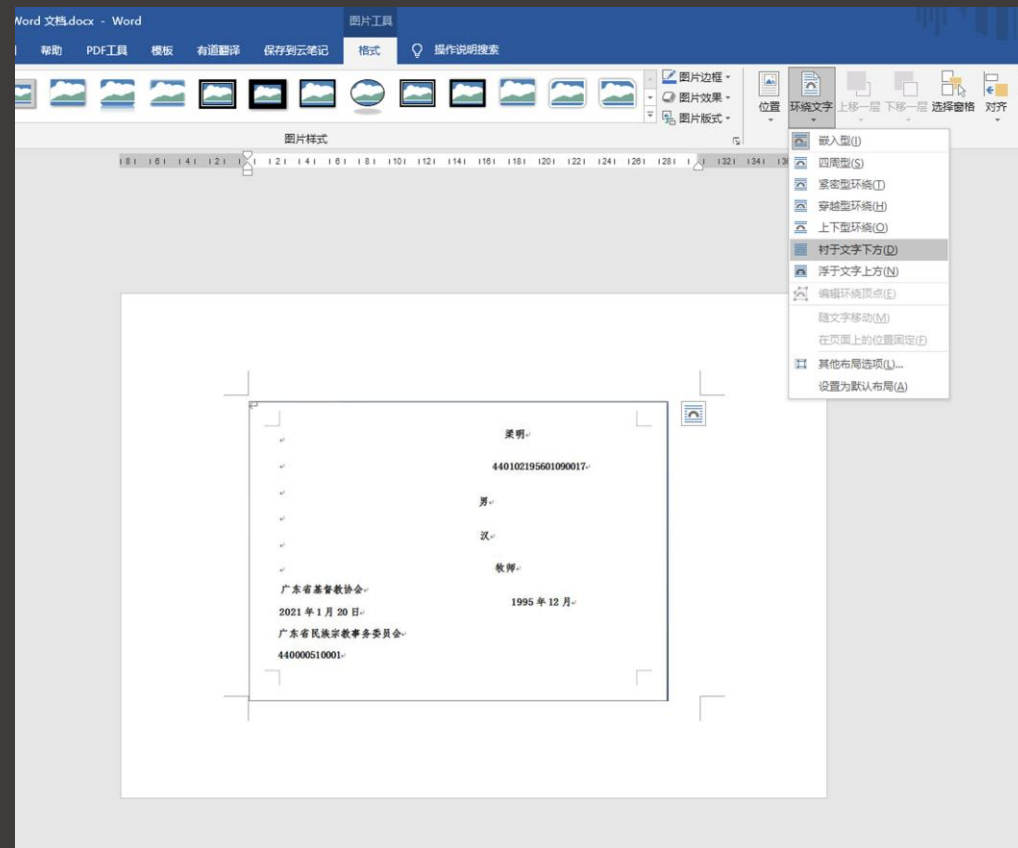 Word 文档.docx - Word
图片工具
帮助 PDF工具 模板 有道翻译 保存到云笔记 格式 操作说明搜索
图片边框
图片效果
图片版式
位置 环绕文字 上移一层 下移一层 选择窗格 对齐
图片样式
嵌入型(I)
四周型(S)
紧密型环绕(T)
穿越型环绕(H)
上下型环绕(O)
衬于文字下方(D)
浮于文字上方(N)
编辑环绕顶点(E)
随文字移动(M)
在页面上的位置固定(F)
其他布局选项(L)...
设置为默认布局(A)
梁明
440102195601090017
男
汉
牧师
广东省基督教协会
1995 年 12 月
2021 年 1 月 20 日
广东省民族宗教事务委员会
440000510001